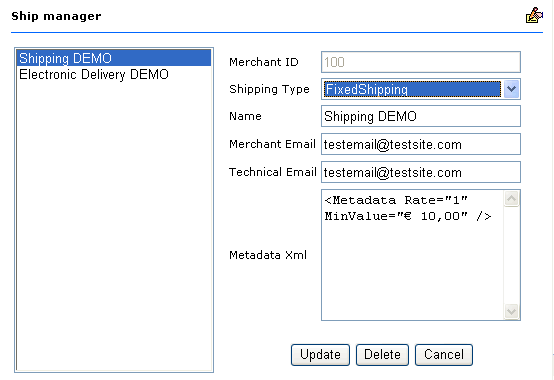 Ship manager
Shipping DEMO
Electronic Delivery DEMO
Merchant ID 100
Shipping Type FixedShipping
Name Shipping DEMO
Merchant Email testemail@testsite.com
Technical Email testemail@testsite.com
Metadata Xml <Metadata Rate="1"
MinValue="€ 10,00" />
Update Delete Cancel